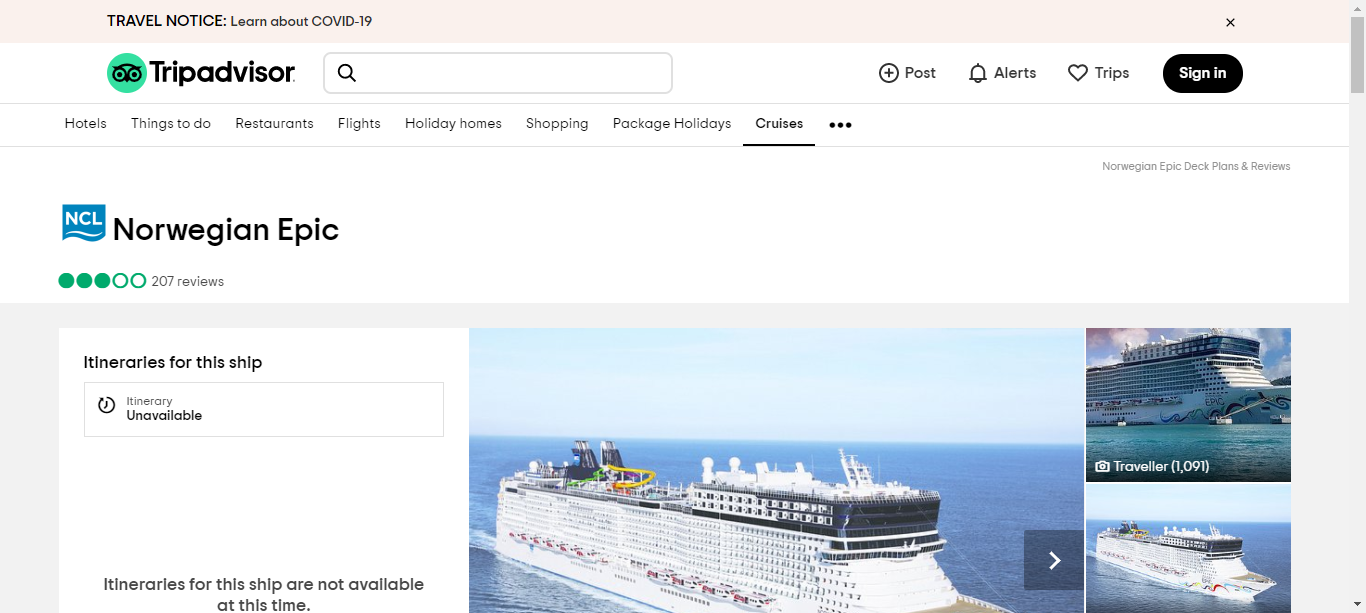 TRAVEL NOTICE: Learn about COVID-19
Tripadvisor
Post
Alerts
Trips
Sign in
Hotels
Things to do
Restaurants
Flights
Holiday homes
Shopping
Package Holidays
Cruises
Norwegian Epic Deck Plans & Reviews
NCL
Norwegian Epic
207 reviews
Itineraries for this ship
Itinerary
Unavailable
Itineraries for this ship are not available
at this time.
EPIC
Traveller (1,091)